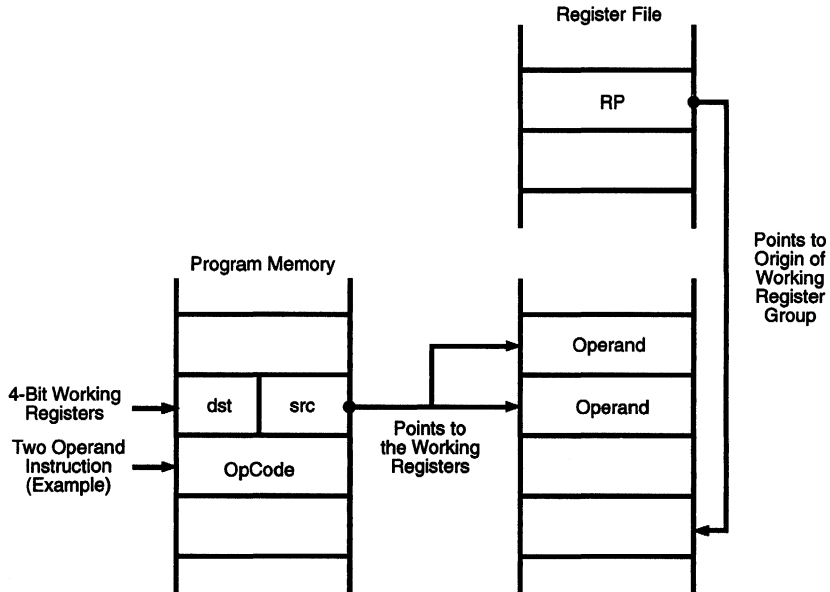 Register File
RP
Points to
Origin of
Working
Register
Group
Program Memory
Operand
4-Bit Working
Registers
dst
src
Operand
Points to
the Working
Registers
Two Operand
Instruction
(Example)
OpCode